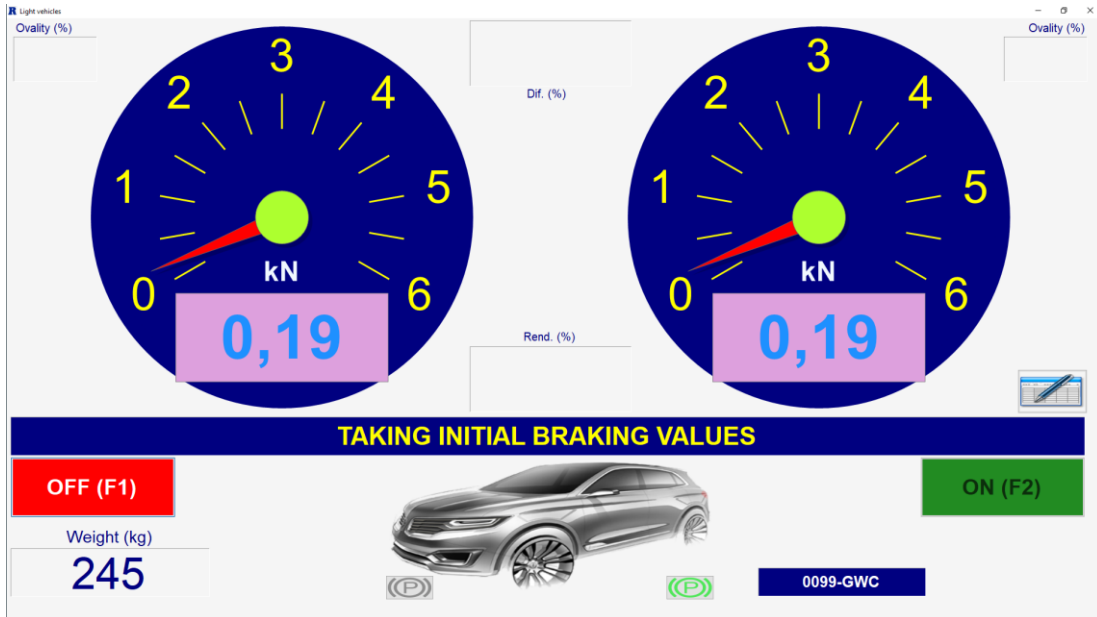 R Light vehicles
Ovality (%)
Ovality (%)
Dif. (%)
0 1 2 3 4 5 6
kN
0,19
0 1 2 3 4 5 6
kN
0,19
Rend. (%)
TAKING INITIAL BRAKING VALUES
OFF (F1)
ON (F2)
Weight (kg)
245
(P)
(P)
0099-GWC